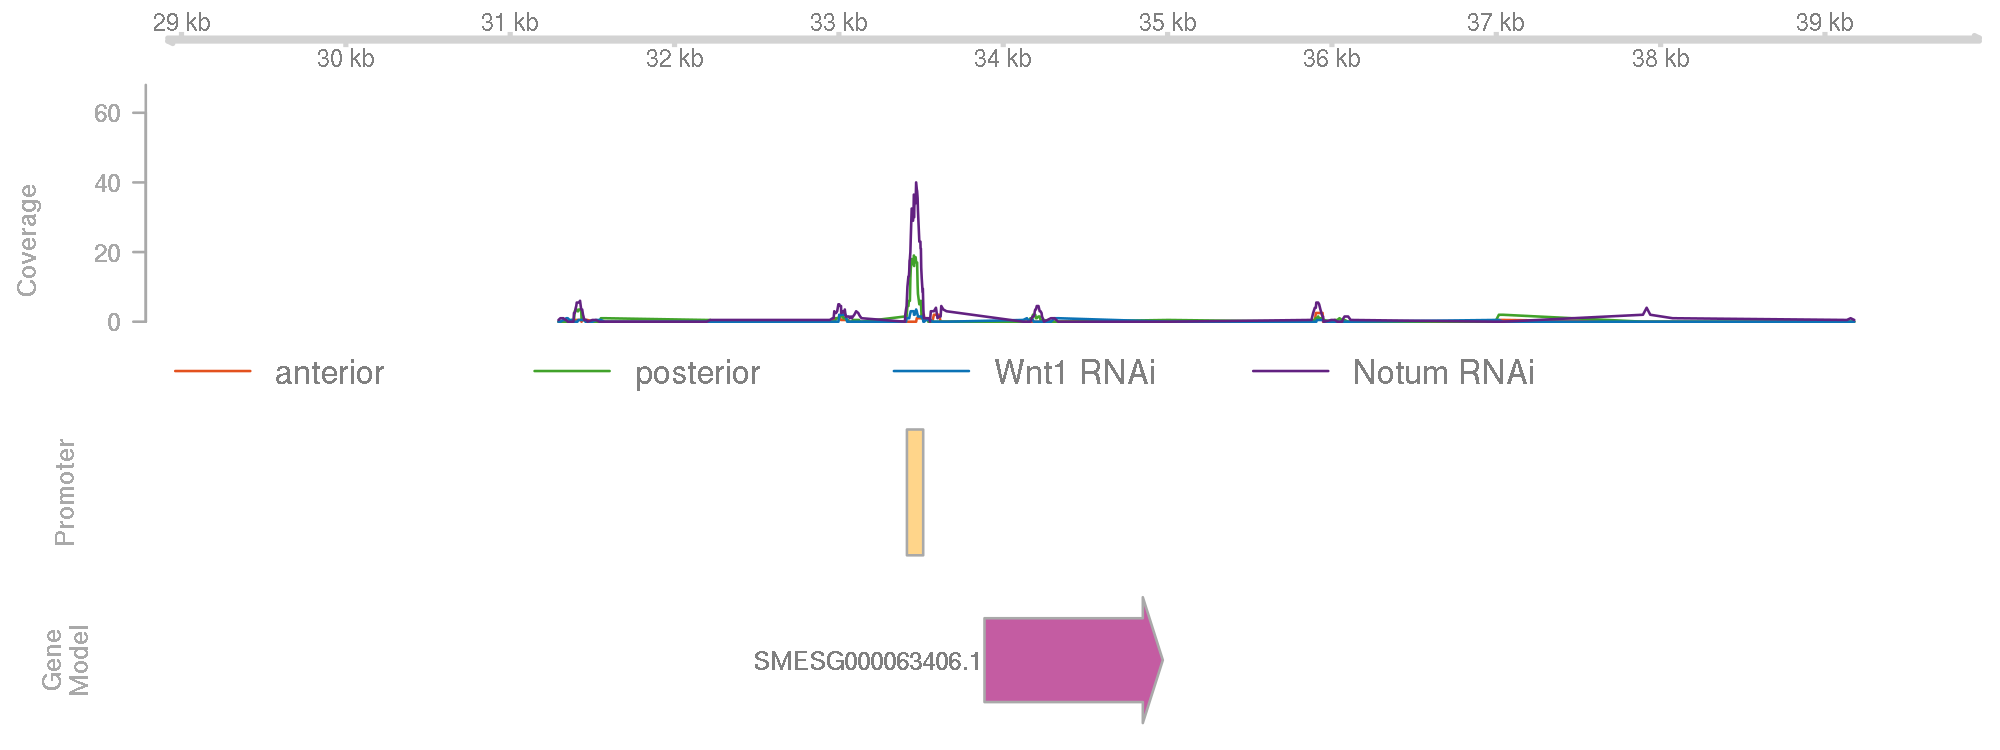 29 kb 31 kb 33 kb 35 kb 37 kb 39 kb
30 kb 32 kb 34 kb 36 kb 38 kb
Coverage
60
40
20
0
anterior posterior Wnt1 RNAi Notum RNAi
Promoter
Gene
Model
SMESG000063406.1